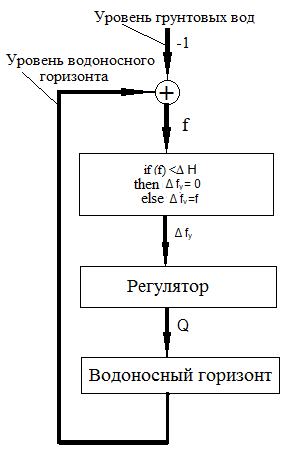 Уровень грунтовых вод
-1
Уровень водоносного
горизонта
+
f
if (f) <Δ H
then Δ fy= 0
else Δ fy=f
Δ fy
Регулятор
Q
Водоносный горизонт